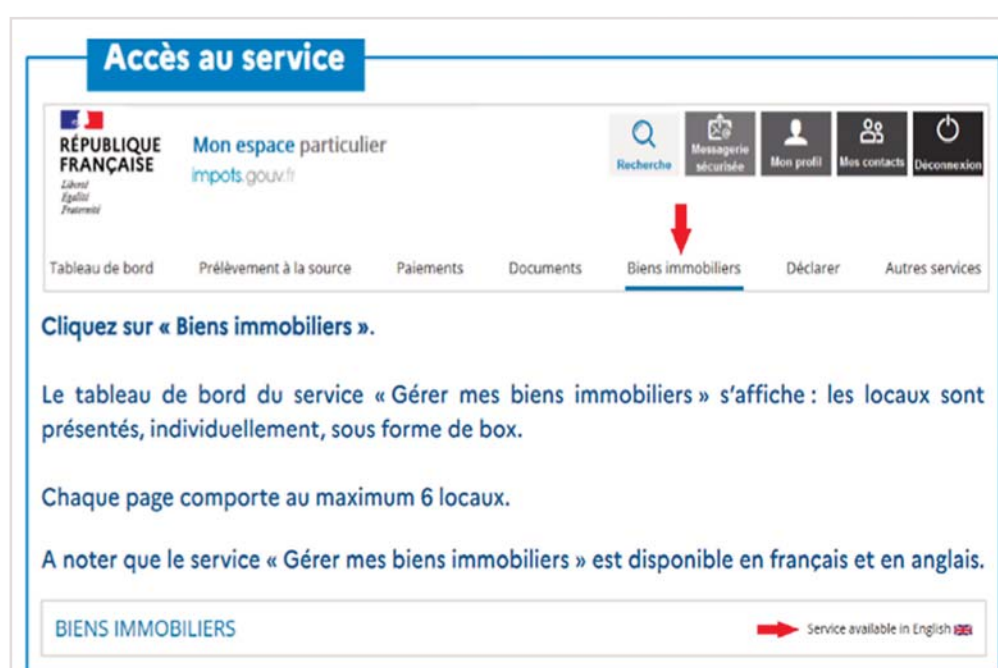 Accès au service
RÉPUBLIQUE
FRANÇAISE
Liberté
Égalité
Fraternité
Mon espace particulier
impots.gouv.fr
Recherche
Messagerie
sécurisée
Mon profil
Mes contacts
Déconnexion
Tableau de bord Prélèvement à la source Paiements Documents Biens immobiliers Déclarer Autres services
Cliquez sur « Biens immobiliers ».
Le tableau de bord du service « Gérer mes biens immobiliers » s’affiche : les locaux sont
présentés, individuellement, sous forme de box.
Chaque page comporte au maximum 6 locaux.
A noter que le service « Gérer mes biens immobiliers » est disponible en français et en anglais.
BIENS IMMOBILIERS
Service available in English